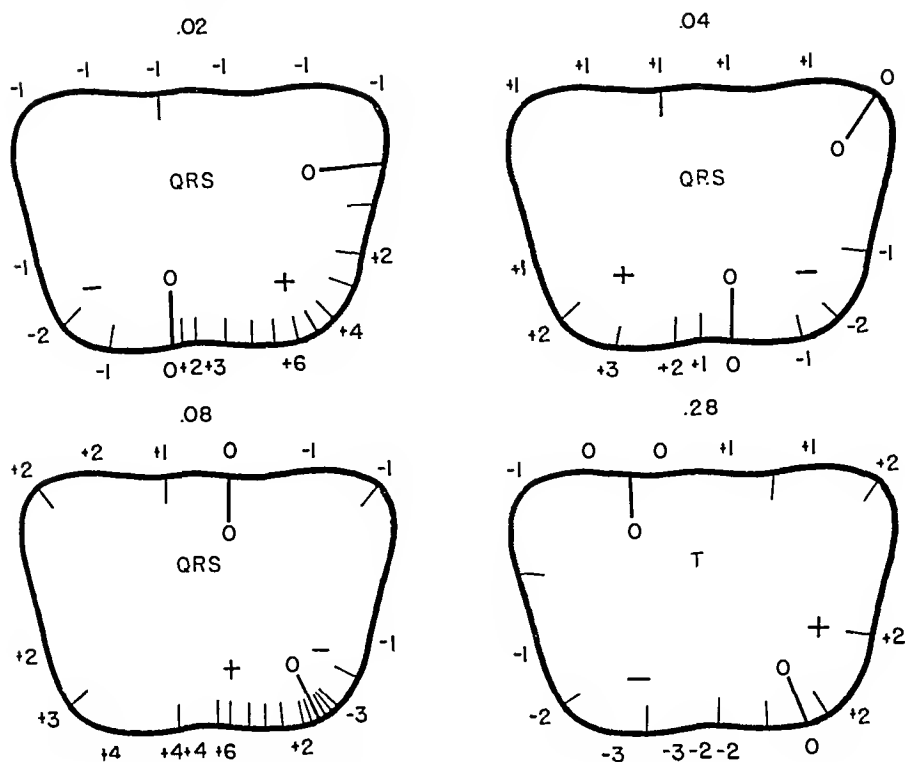 .02
-1 -1 -1 -1 -1 -1
0
QRS
+2
-1 - 0 +
-2 +4
-1 0 +2 +3 +6
.04
+1 +1 +1 +1 +1 0
0
QRS
-1
+1 + 0 -
+2 -2
+3 +2 +1 0 -1
.08
+2 +2 +1 0 -1 -1
0
QRS
+2 + 0 - -1
+3 -3
+4 +4 +4 +6 +2
.28
-1 0 0 +1 +1 +2
0
T
+ +2
-1 - 0
-2 +2
-3 -3 -2 -2 0